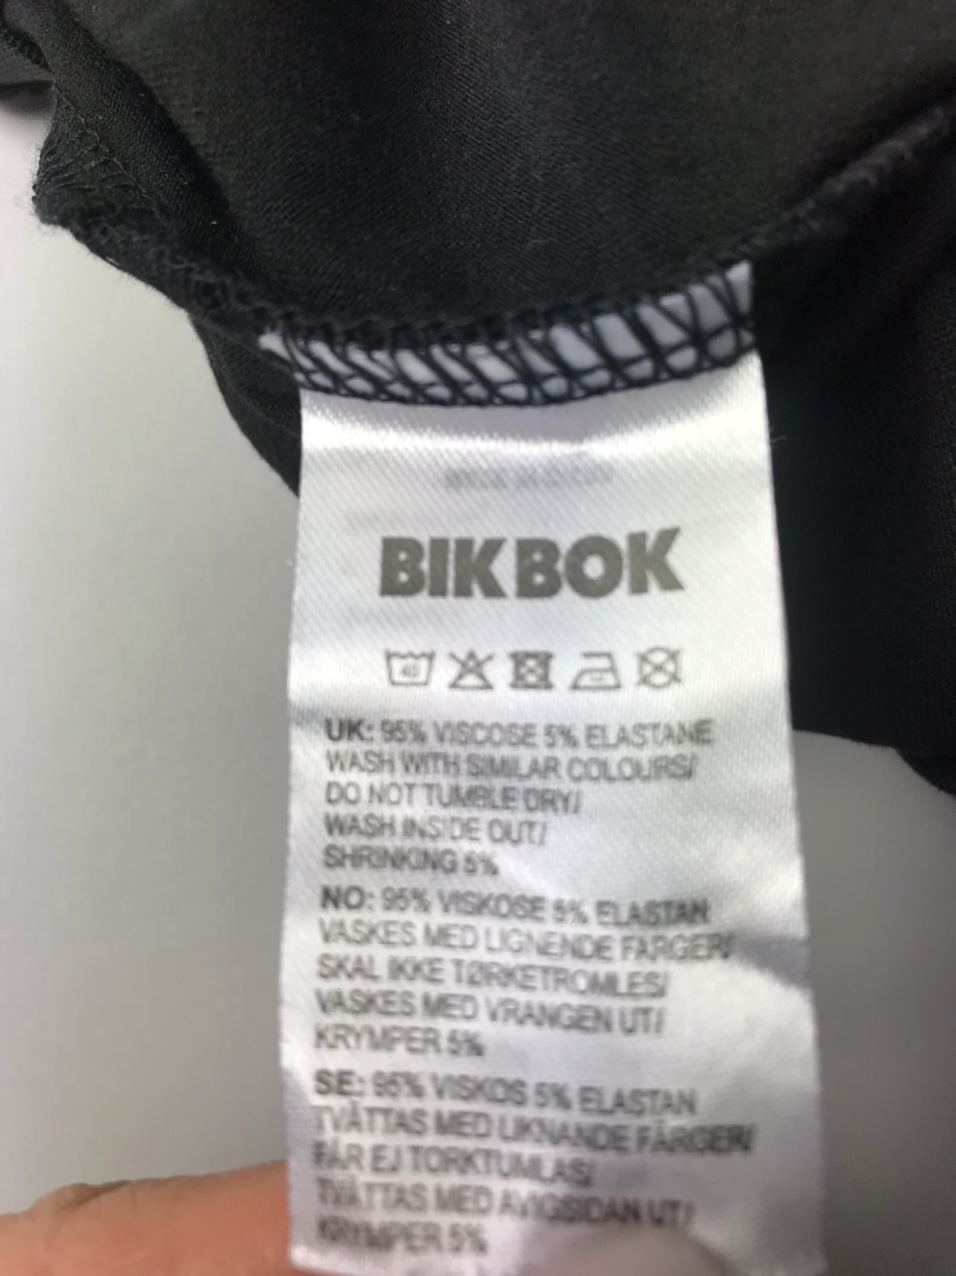 BIKBOK
40
UK: 95% VISCOSE 5% ELASTANE
WASH WITH SIMILAR COLOURS/
DO NOT TUMBLE DRY/
WASH INSIDE OUT/
SHRINKING 5%
NO: 95% VISKOSE 5% ELASTAN
VASKES MED LIGNENDE FARGER/
SKAL IKKE TØRKETROMLES/
VASKES MED VRANGEN UT/
KRYMPER 5%
SE: 95% VISKOS 5% ELASTAN
TVÄTTAS MED LIKNANDE FÄRGER/
FÅR EJ TORKTUMLAS/
TVÄTTAS MED AVIGSIDAN UT/
KRYMPER 5%